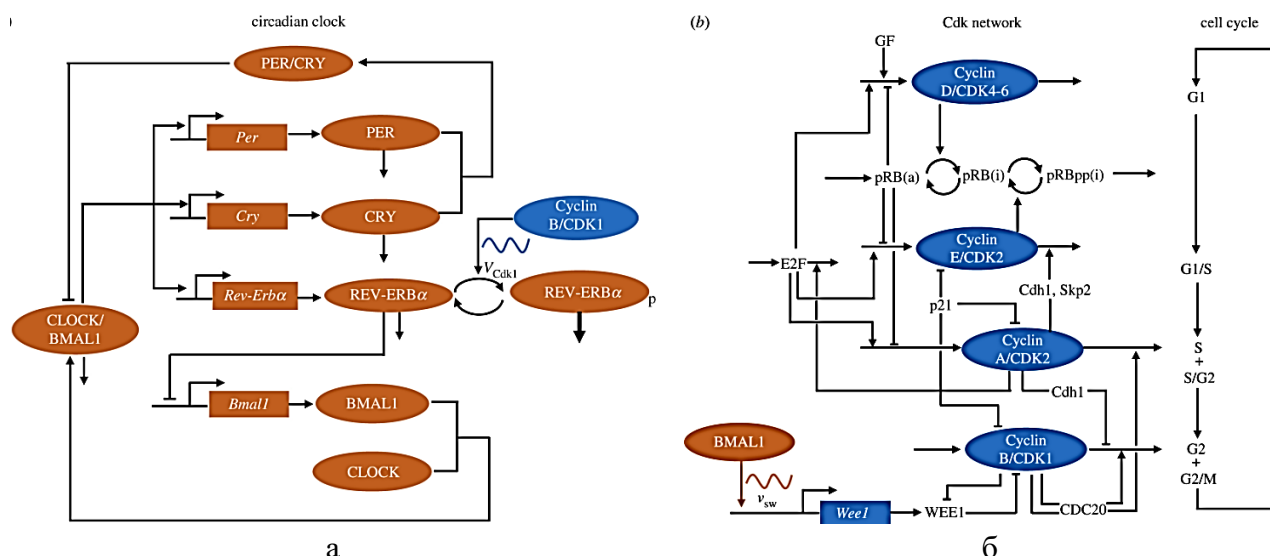 ) circadian clock
PER/CRY
Per
PER
Cry
CRY
Cyclin
B/CDK1
V_Cdk1
Rev-Erbα
REV-ERBα
REV-ERBα
p
CLOCK/
BMAL1
Bmal1
BMAL1
CLOCK
а
(b) Cdk network cell cycle
GF
Cyclin
D/CDK4-6
G1
pRB(a)
pRB(i)
pRBpp(i)
Cyclin
E/CDK2
E2F
G1/S
Cdh1, Skp2
p21
Cyclin
A/CDK2
S
+
S/G2
Cdh1
BMAL1
Cyclin
B/CDK1
G2
+
G2/M
v_sw
Wee1
WEE1
CDC20
б